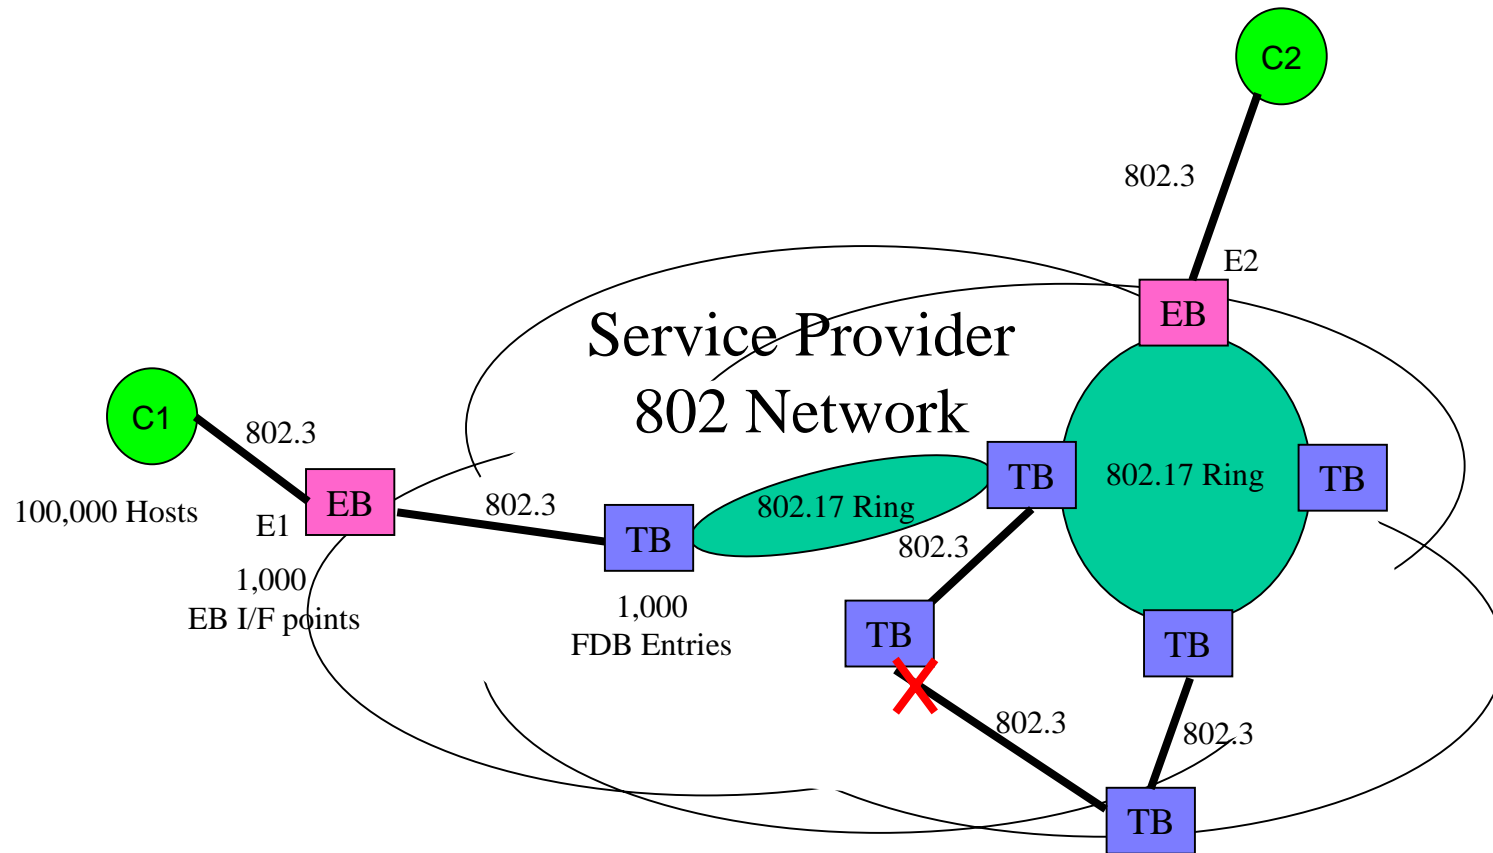 C2
802.3
E2
EB
Service Provider
802 Network
C1
802.3
100,000 Hosts
E1
EB
802.3
TB
802.17 Ring
TB
802.17 Ring
TB
802.3
1,000
EB I/F points
1,000
FDB Entries
TB
TB
802.3
802.3
TB